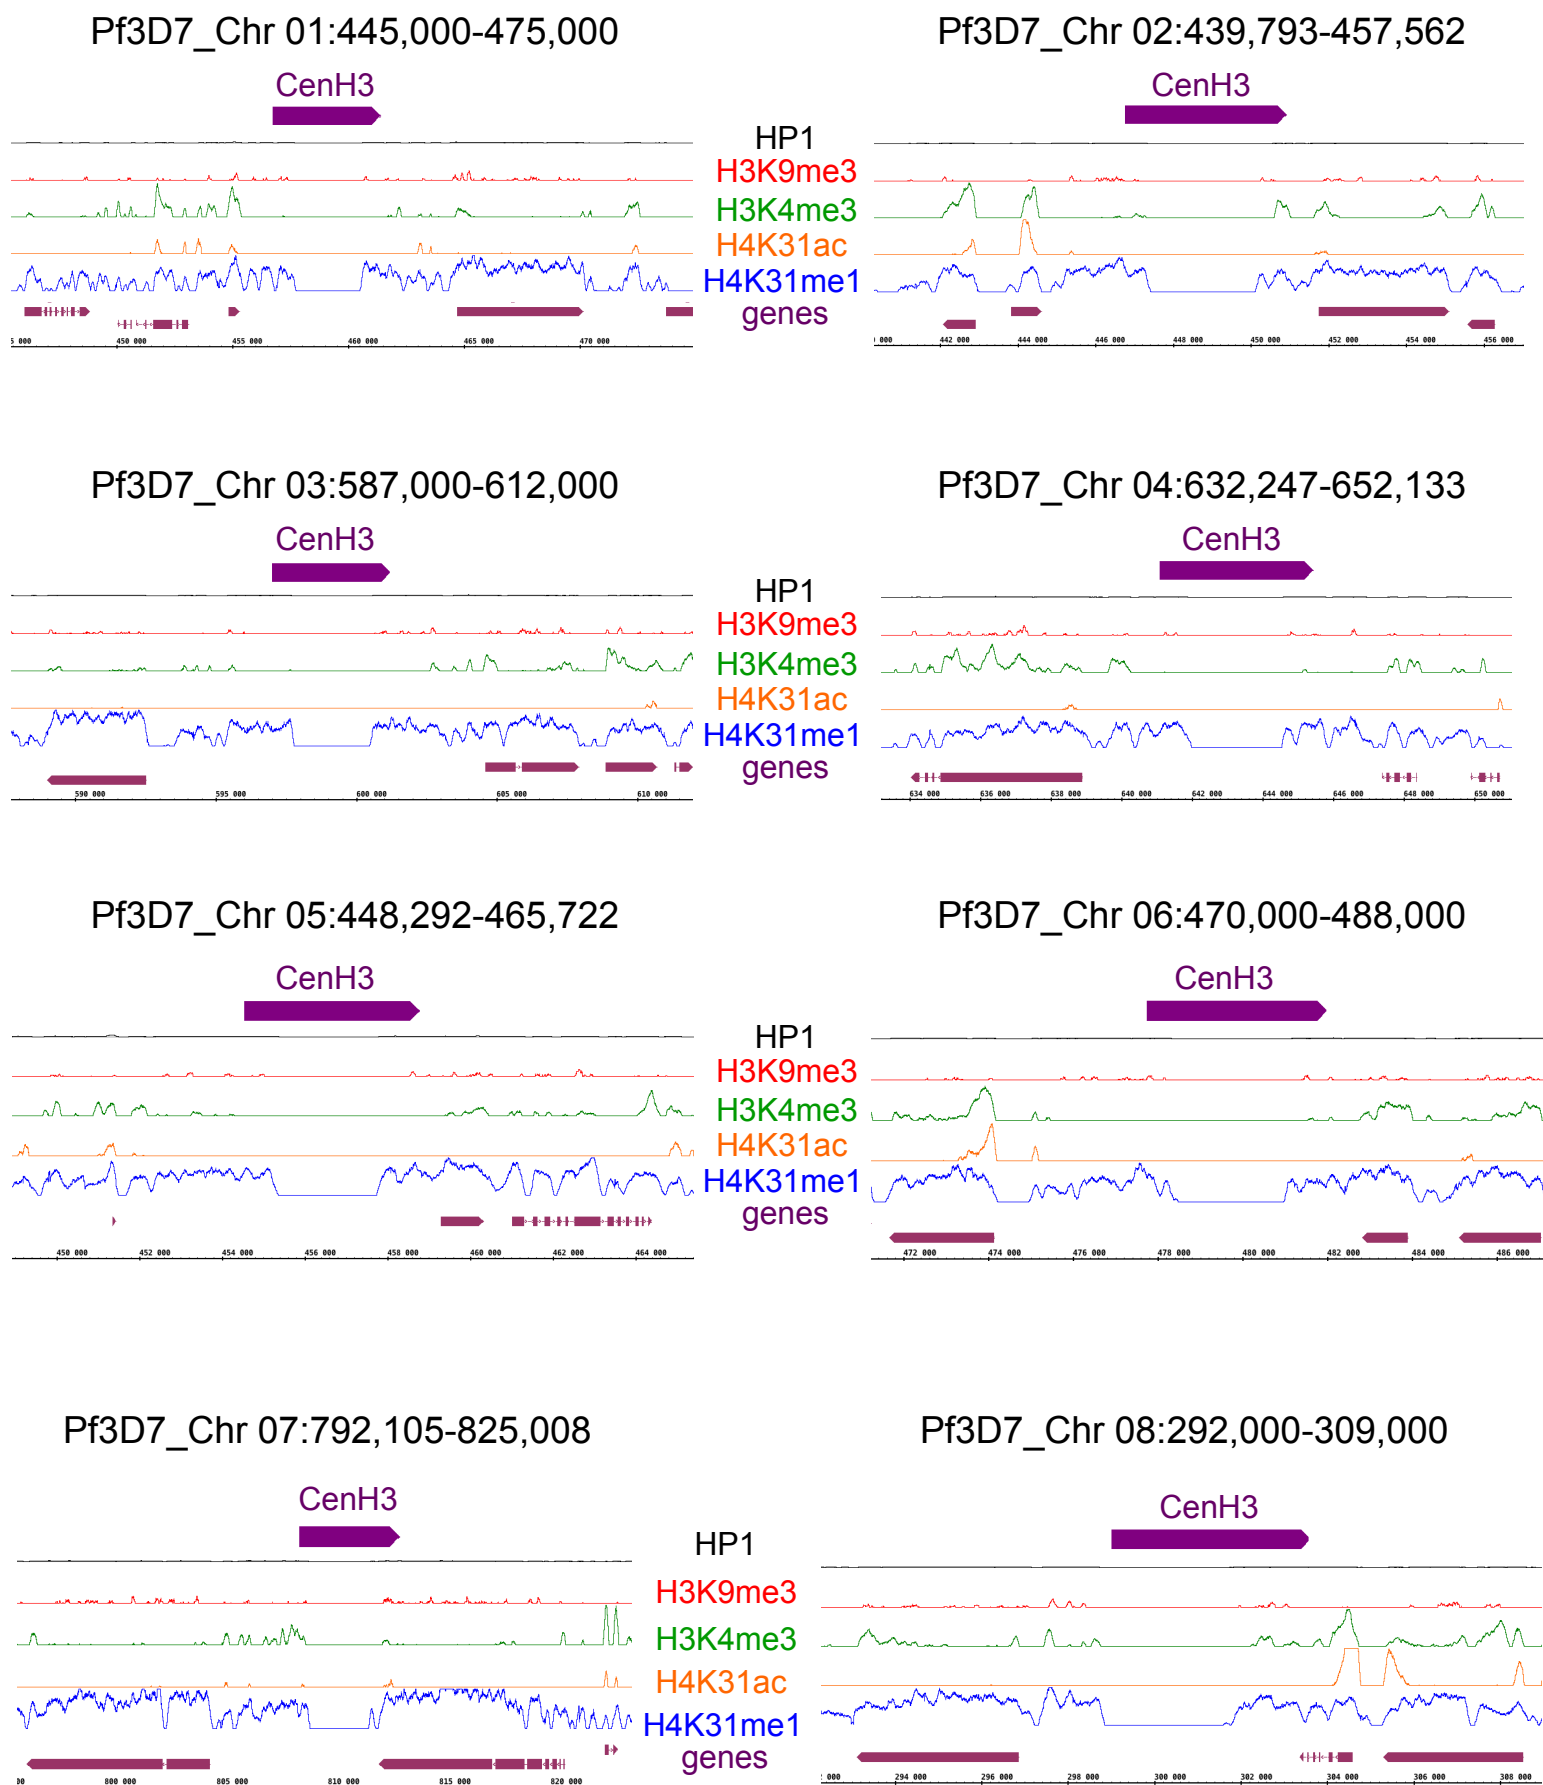 Pf3D7_Chr 01:445,000-475,000
CenH3
5 000 450 000 455 000 460 000 465 000 470 000
Pf3D7_Chr 02:439,793-457,562
CenH3
HP1
H3K9me3
H3K4me3
H4K31ac
H4K31me1
genes
000 442 000 444 000 446 000 448 000 450 000 452 000 454 000 456 000
Pf3D7_Chr 03:587,000-612,000
CenH3
590 000 595 000 600 000 605 000 610 000
Pf3D7_Chr 04:632,247-652,133
CenH3
HP1
H3K9me3
H3K4me3
H4K31ac
H4K31me1
genes
634 000 636 000 638 000 640 000 642 000 644 000 646 000 648 000 650 000
Pf3D7_Chr 05:448,292-465,722
CenH3
450 000 452 000 454 000 456 000 458 000 460 000 462 000 464 000
Pf3D7_Chr 06:470,000-488,000
CenH3
HP1
H3K9me3
H3K4me3
H4K31ac
H4K31me1
genes
472 000 474 000 476 000 478 000 480 000 482 000 484 000 486 000
Pf3D7_Chr 07:792,105-825,008
CenH3
00 800 000 805 000 810 000 815 000 820 000
Pf3D7_Chr 08:292,000-309,000
CenH3
HP1
H3K9me3
H3K4me3
H4K31ac
H4K31me1
genes
000 294 000 296 000 298 000 300 000 302 000 304 000 306 000 308 000